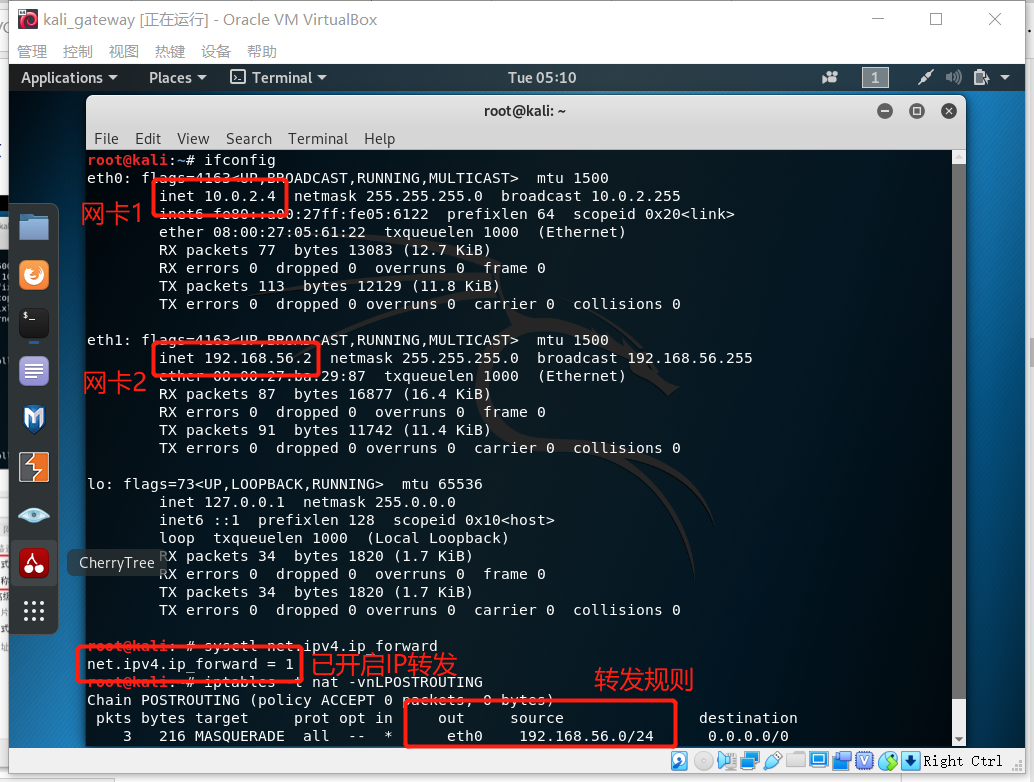 kali_gateway [正在运行] - Oracle VM VirtualBox
管理 控制 视图 热键 设备 帮助
Applications Places Terminal Tue 05:10 1
root@kali: ~
File Edit View Search Terminal Help
root@kali:~# ifconfig
eth0: flags=4163<UP,BROADCAST,RUNNING,MULTICAST> mtu 1500
inet 10.0.2.4 netmask 255.255.255.0 broadcast 10.0.2.255
网卡1
inet6 fe80::a00:27ff:fe05:6122 prefixlen 64 scopeid 0x20<link>
ether 08:00:27:05:61:22 txqueuelen 1000 (Ethernet)
RX packets 77 bytes 13083 (12.7 KiB)
RX errors 0 dropped 0 overruns 0 frame 0
TX packets 113 bytes 12129 (11.8 KiB)
TX errors 0 dropped 0 overruns 0 carrier 0 collisions 0
eth1: flags=4163<UP,BROADCAST,RUNNING,MULTICAST> mtu 1500
inet 192.168.56.2 netmask 255.255.255.0 broadcast 192.168.56.255
网卡2
ether 08:00:27:ba:29:87 txqueuelen 1000 (Ethernet)
RX packets 87 bytes 16877 (16.4 KiB)
RX errors 0 dropped 0 overruns 0 frame 0
TX packets 91 bytes 11742 (11.4 KiB)
TX errors 0 dropped 0 overruns 0 carrier 0 collisions 0
lo: flags=73<UP,LOOPBACK,RUNNING> mtu 65536
inet 127.0.0.1 netmask 255.0.0.0
inet6 ::1 prefixlen 128 scopeid 0x10<host>
loop txqueuelen 1000 (Local Loopback)
RX packets 34 bytes 1820 (1.7 KiB)
CherryTree
RX errors 0 dropped 0 overruns 0 frame 0
TX packets 34 bytes 1820 (1.7 KiB)
TX errors 0 dropped 0 overruns 0 carrier 0 collisions 0
root@kali:~# sysctl net.ipv4.ip_forward
net.ipv4.ip_forward = 1
已开启IP转发
转发规则
root@kali:~# iptables -t nat -vnLPOSTROUTING
Chain POSTROUTING (policy ACCEPT 0 packets, 0 bytes)
pkts bytes target prot opt in out source destination
3 216 MASQUERADE all -- * eth0 192.168.56.0/24 0.0.0.0/0
Right Ctrl